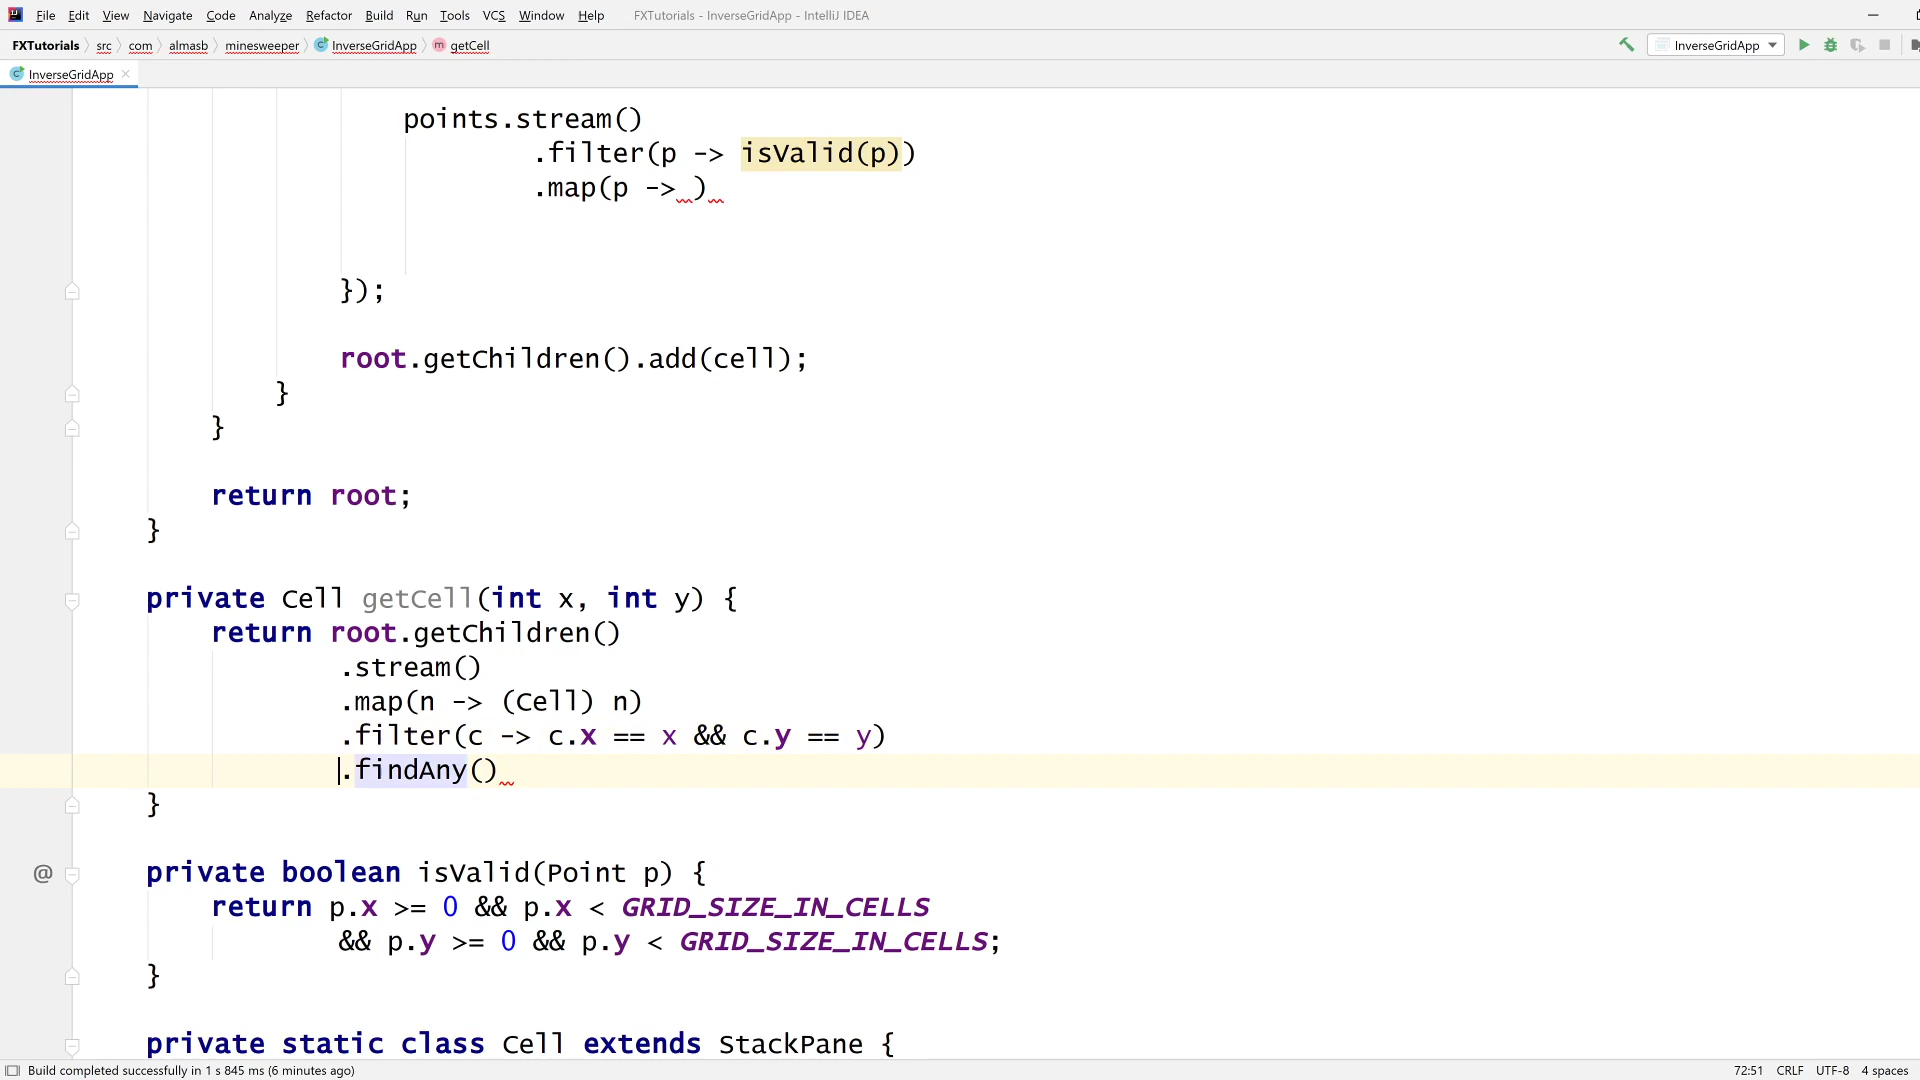 File Edit View Navigate Code Analyze Refactor Build Run Tools VCS Window Help FXTutorials - InverseGridApp - IntelliJ IDEA
FXTutorials src com almasb minesweeper InverseGridApp getCell InverseGridApp
InverseGridApp
points.stream()
.filter(p -> isValid(p))
.map(p -> )
});
root.getChildren().add(cell);
}
}
return root;
}
private Cell getCell(int x, int y) {
return root.getChildren()
.stream()
.map(n -> (Cell) n)
.filter(c -> c.x == x && c.y == y)
.findAny()
}
@ private boolean isValid(Point p) {
return p.x >= 0 && p.x < GRID_SIZE_IN_CELLS
&& p.y >= 0 && p.y < GRID_SIZE_IN_CELLS;
}
private static class Cell extends StackPane {
Build completed successfully in 1 s 845 ms (6 minutes ago) 72:51 CRLF UTF-8 4 spaces